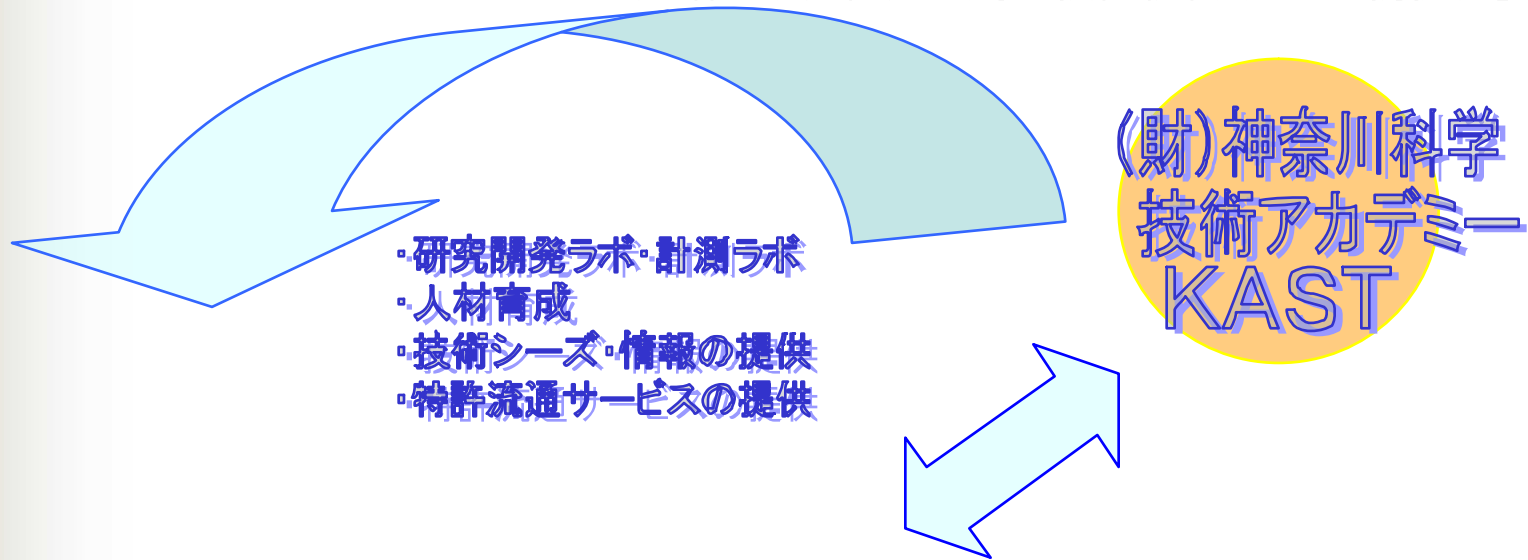 (財)神奈川科学
技術アカデミー
KAST
・研究開発ラボ・計測ラボ
・人材育成
・技術シーズ・情報の提供
・特許流通サービスの提供